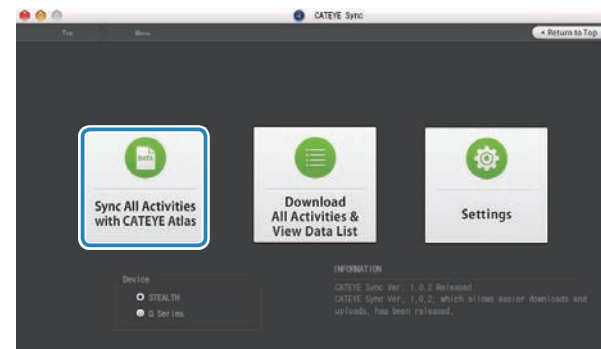 CATEYE Sync
Top
Menu
Return to Top
DATA
Sync All Activities
with CATEYE Atlas
Download
All Activities &
View Data List
Settings
Device
STEALTH
Q Series
INFORMATION
CATEYE Sync Ver. 1.0.2 Released
CATEYE Sync Ver. 1.0.2, which allows easier downloads and
uploads, has been released.